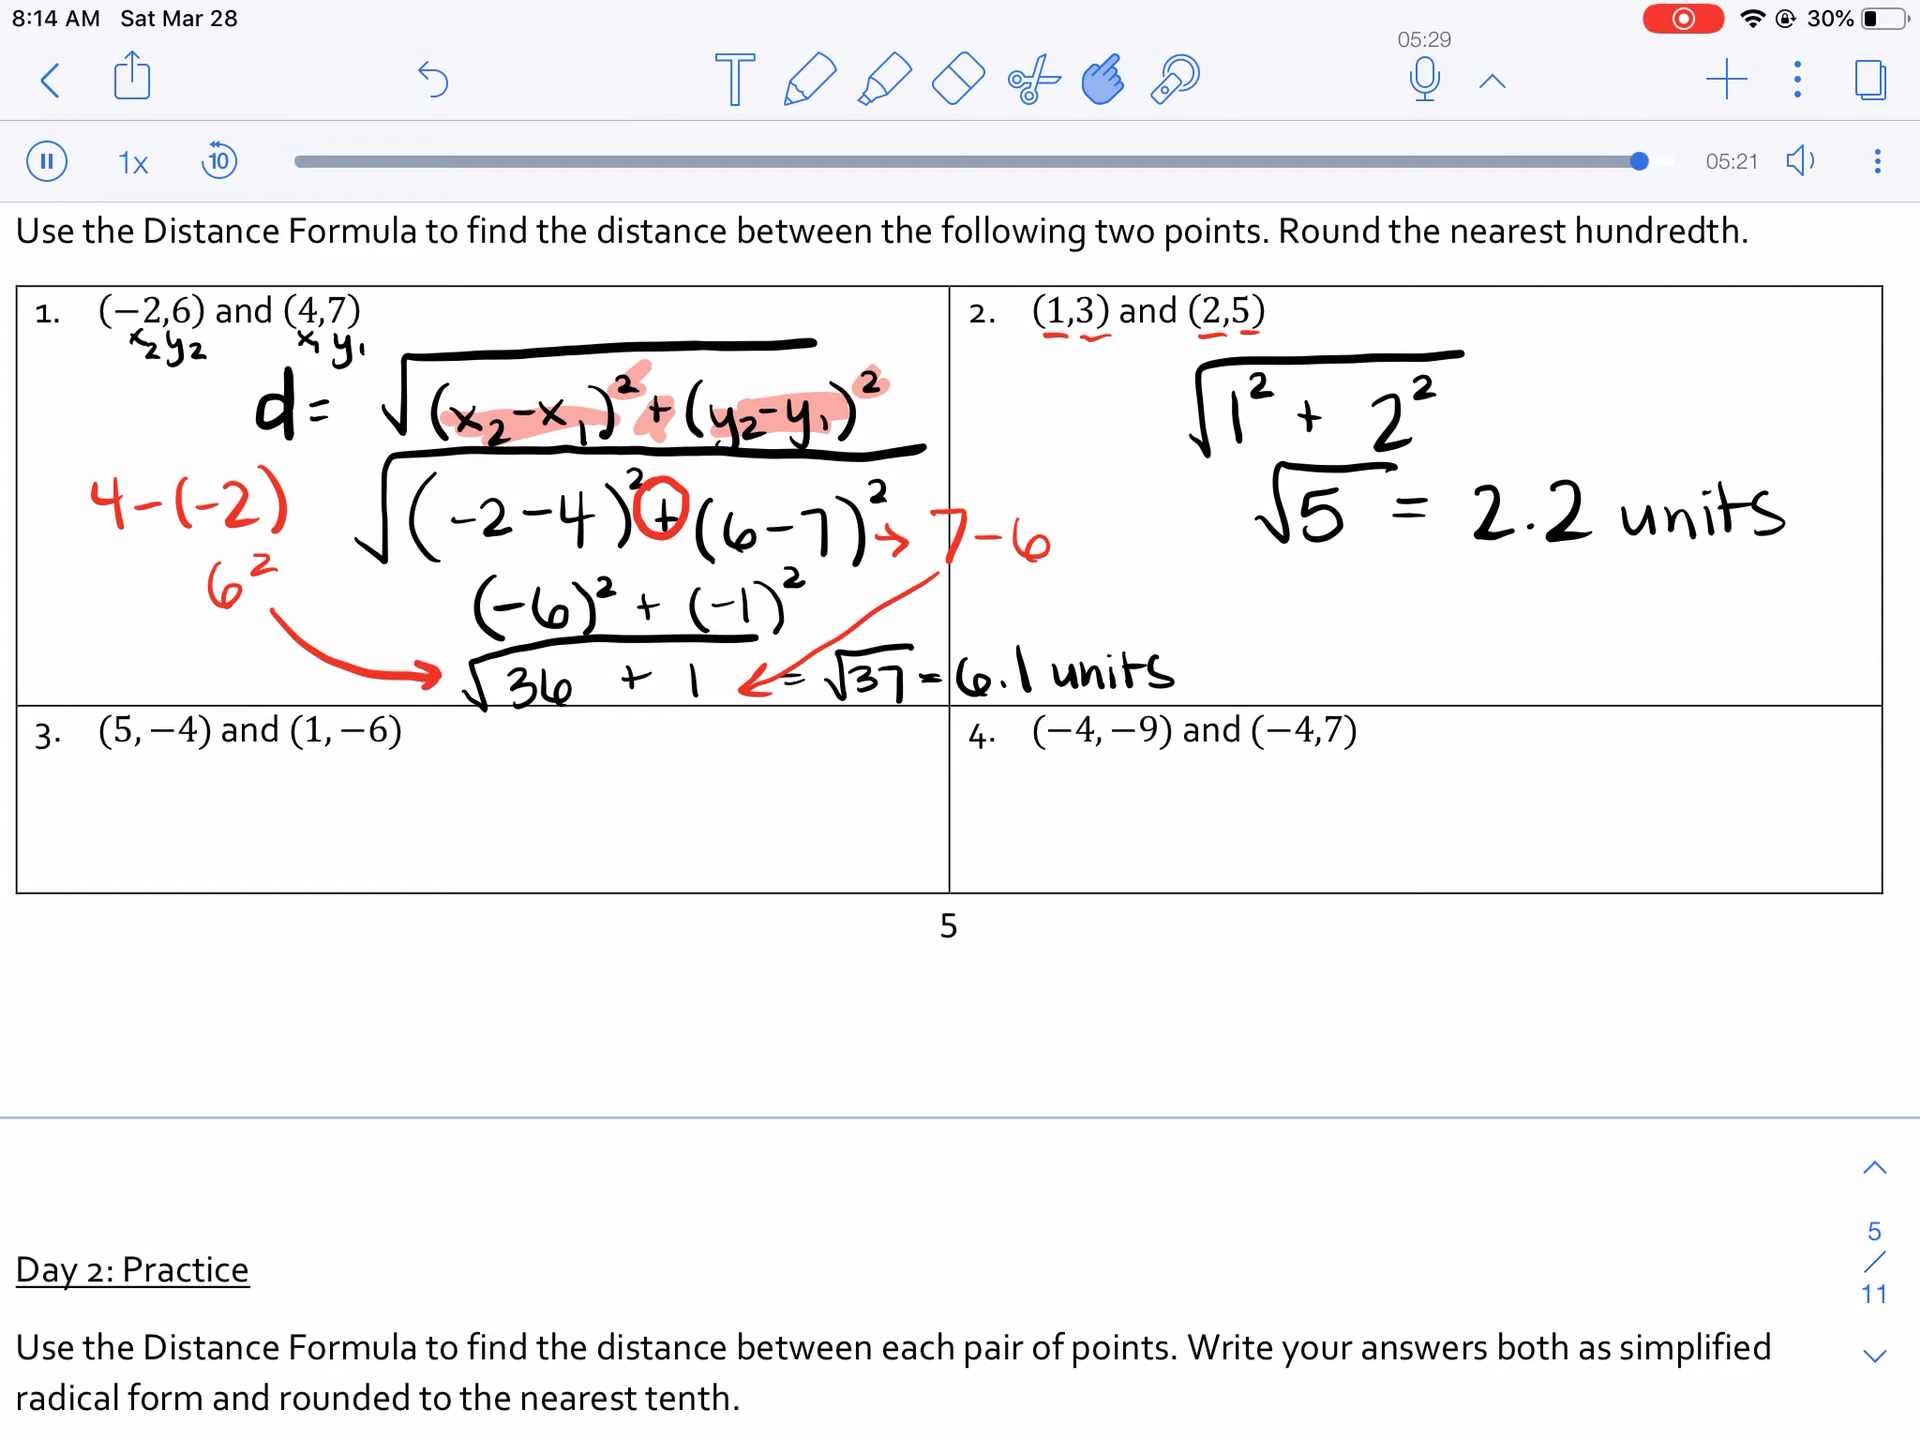 8:14 AM Sat Mar 28 30%
05:29
1x 10 05:21
Use the Distance Formula to find the distance between the following two points. Round the nearest hundredth.
1. (−2,6) and (4,7)
x2 y2 x1 y1
d = √(x2 − x1)² + (y2 − y1)²
4 − (−2)
√(−2 − 4)² + (6 − 7)² → 7 − 6
6²
(−6)² + (−1)²
√36 + 1 = √37 = 6.1 units
2. (1,3) and (2,5)
√1² + 2²
√5 = 2.2 units
3. (5, −4) and (1, −6)
4. (−4, −9) and (−4,7)
5
5
/
11
Day 2: Practice
Use the Distance Formula to find the distance between each pair of points. Write your answers both as simplified
radical form and rounded to the nearest tenth.